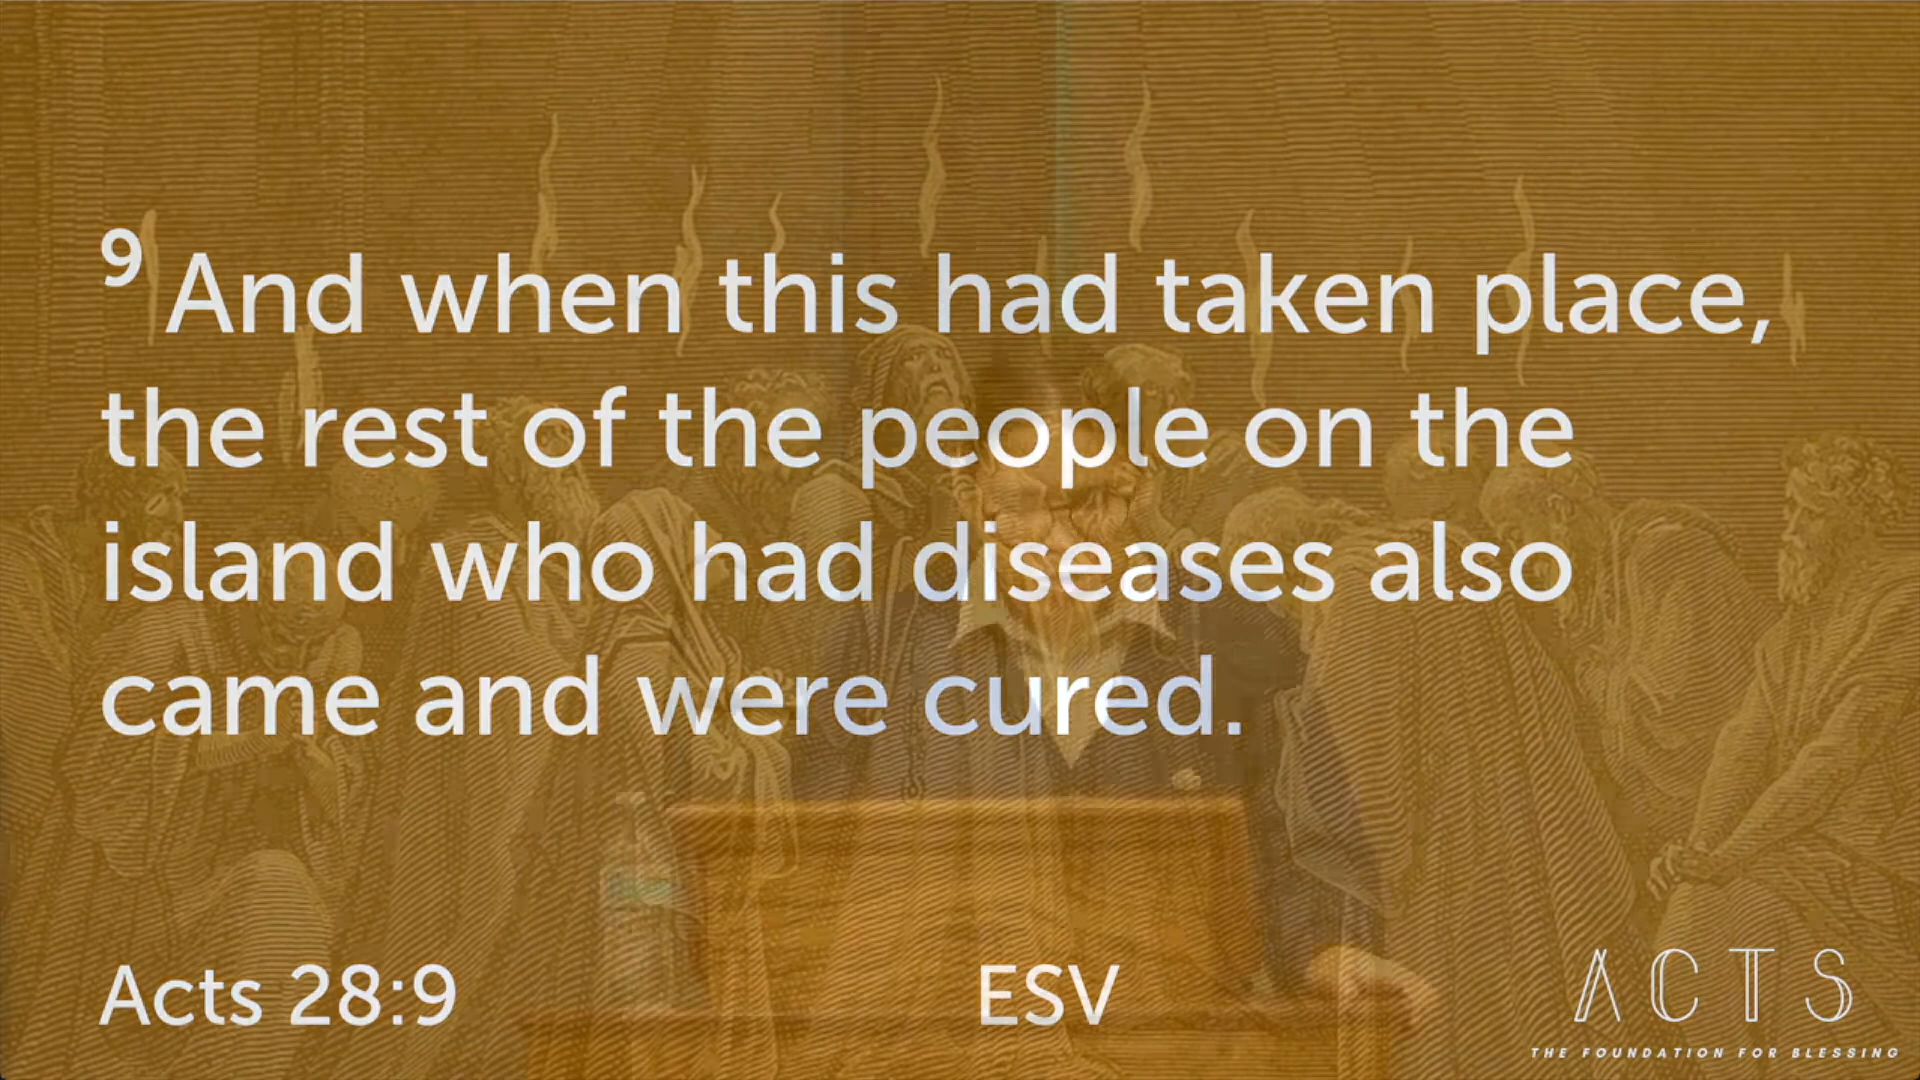 9 And when this had taken place,
the rest of the people on the
island who had diseases also
came and were cured.
Acts 28:9
ESV
ACTS
THE FOUNDATION FOR BLESSING